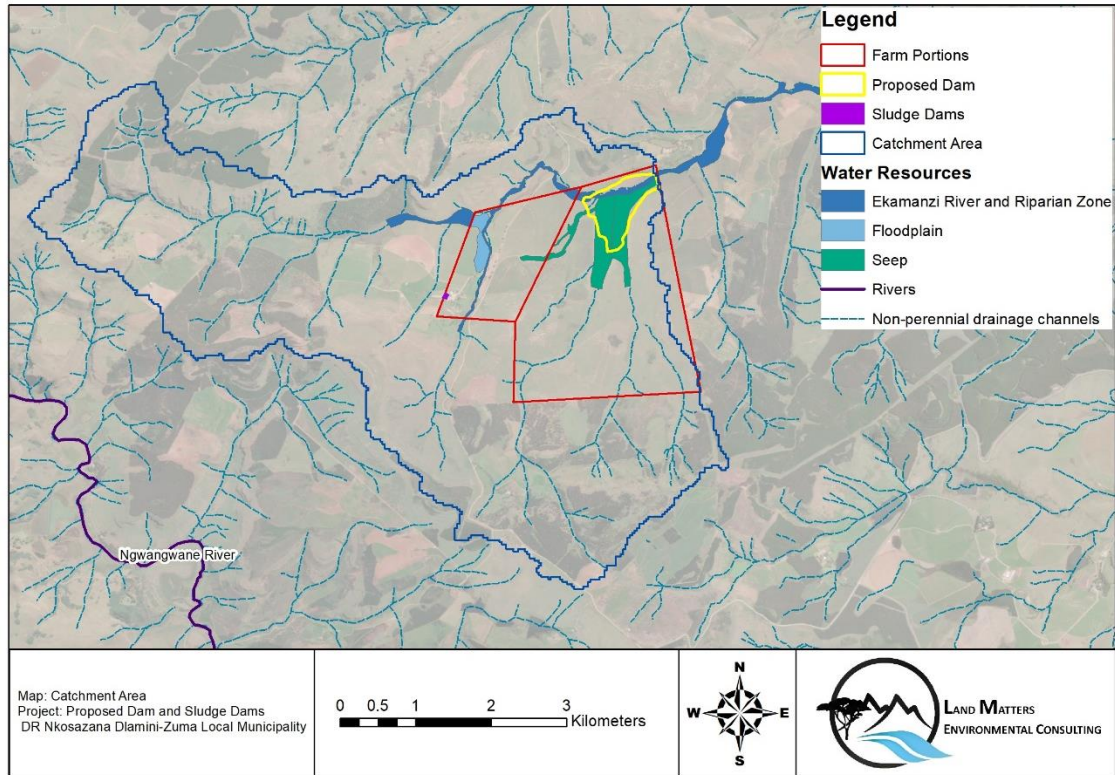 Legend
Farm Portions
Proposed Dam
Sludge Dams
Catchment Area
Water Resources
Ekamanzi River and Riparian Zone
Floodplain
Seep
Rivers
Non-perennial drainage channels
Ngwangwane River
Map: Catchment Area
Project: Proposed Dam and Sludge Dams
DR Nkosazana Dlamini-Zuma Local Municipality
0 0.5 1 2 3
Kilometers
N
W E
S
LAND MATTERS
ENVIRONMENTAL CONSULTING